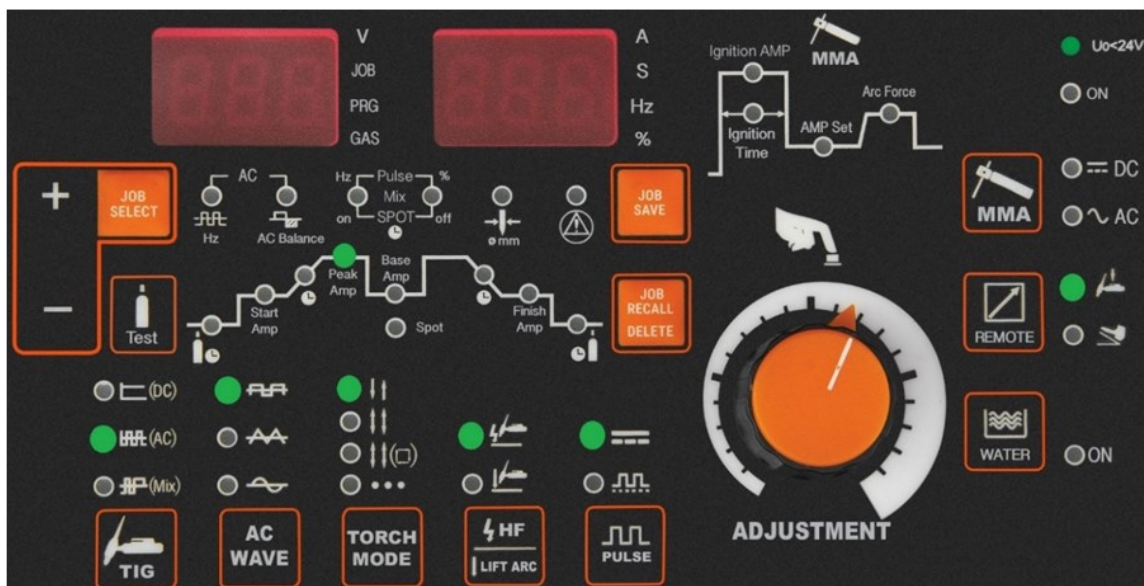 V
JOB
PRG
GAS
A
S
Hz
%
Ignition AMP
MMA
Ignition
Time
AMP Set
Arc Force
Uo<24V
ON
+
JOB
SELECT
AC
Hz
AC Balance
Hz Pulse %
Mix
on SPOT off
ømm
JOB
SAVE
MMA
DC
AC
−
Test
Start
Amp
Peak
Amp
Base
Amp
Spot
Finish
Amp
JOB
RECALL
DELETE
REMOTE
(DC)
(AC)
(Mix)
(□)
WATER
ON
TIG
AC
WAVE
TORCH
MODE
HF
LIFT ARC
PULSE
ADJUSTMENT